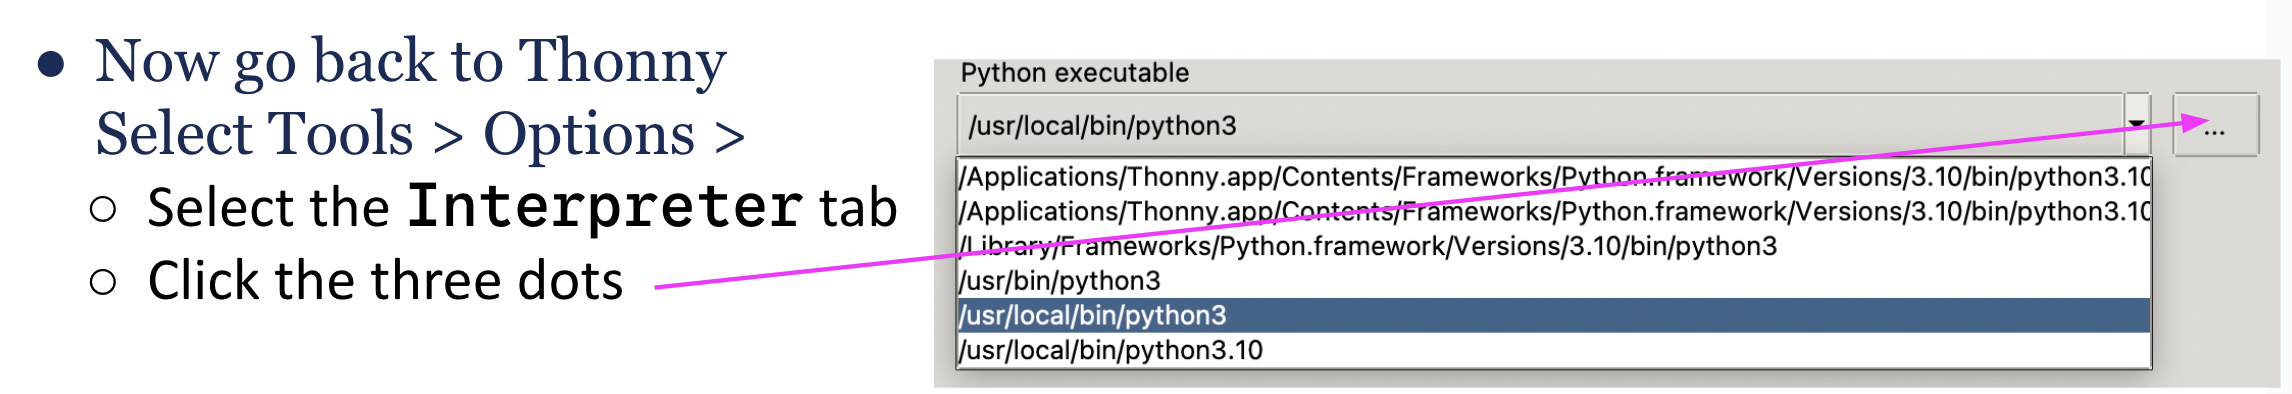 ● Now go back to Thonny
Select Tools > Options >
○ Select the Interpreter tab
○ Click the three dots
Python executable
/usr/local/bin/python3
...
/Applications/Thonny.app/Contents/Frameworks/Python.framework/Versions/3.10/bin/python3.10
/Applications/Thonny.app/Contents/Frameworks/Python.framework/Versions/3.10/bin/python3.10
/Library/Frameworks/Python.framework/Versions/3.10/bin/python3
/usr/bin/python3
/usr/local/bin/python3
/usr/local/bin/python3.10